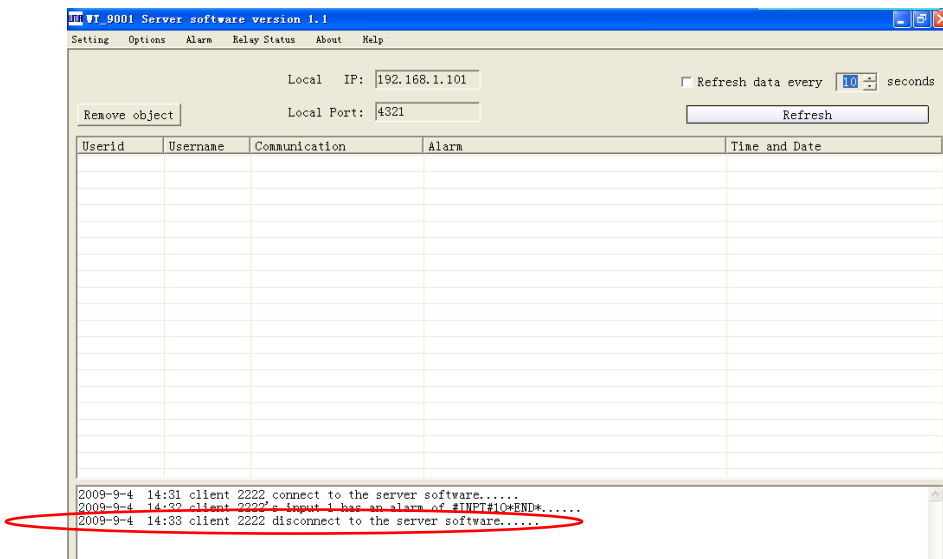 WT_9001 Server software version 1.1
Setting Options Alarm Relay Status About Help
Local IP: 192.168.1.101
Refresh data every 10 seconds
Remove object
Local Port: 4321
Refresh
Userid Username Communication Alarm Time and Date
2009-9-4 14:31 client 2222 connect to the server software......
2009-9-4 14:32 client 2222's input 1 has an alarm of #INPT#1O*END*......
2009-9-4 14:33 client 2222 disconnect to the server software......